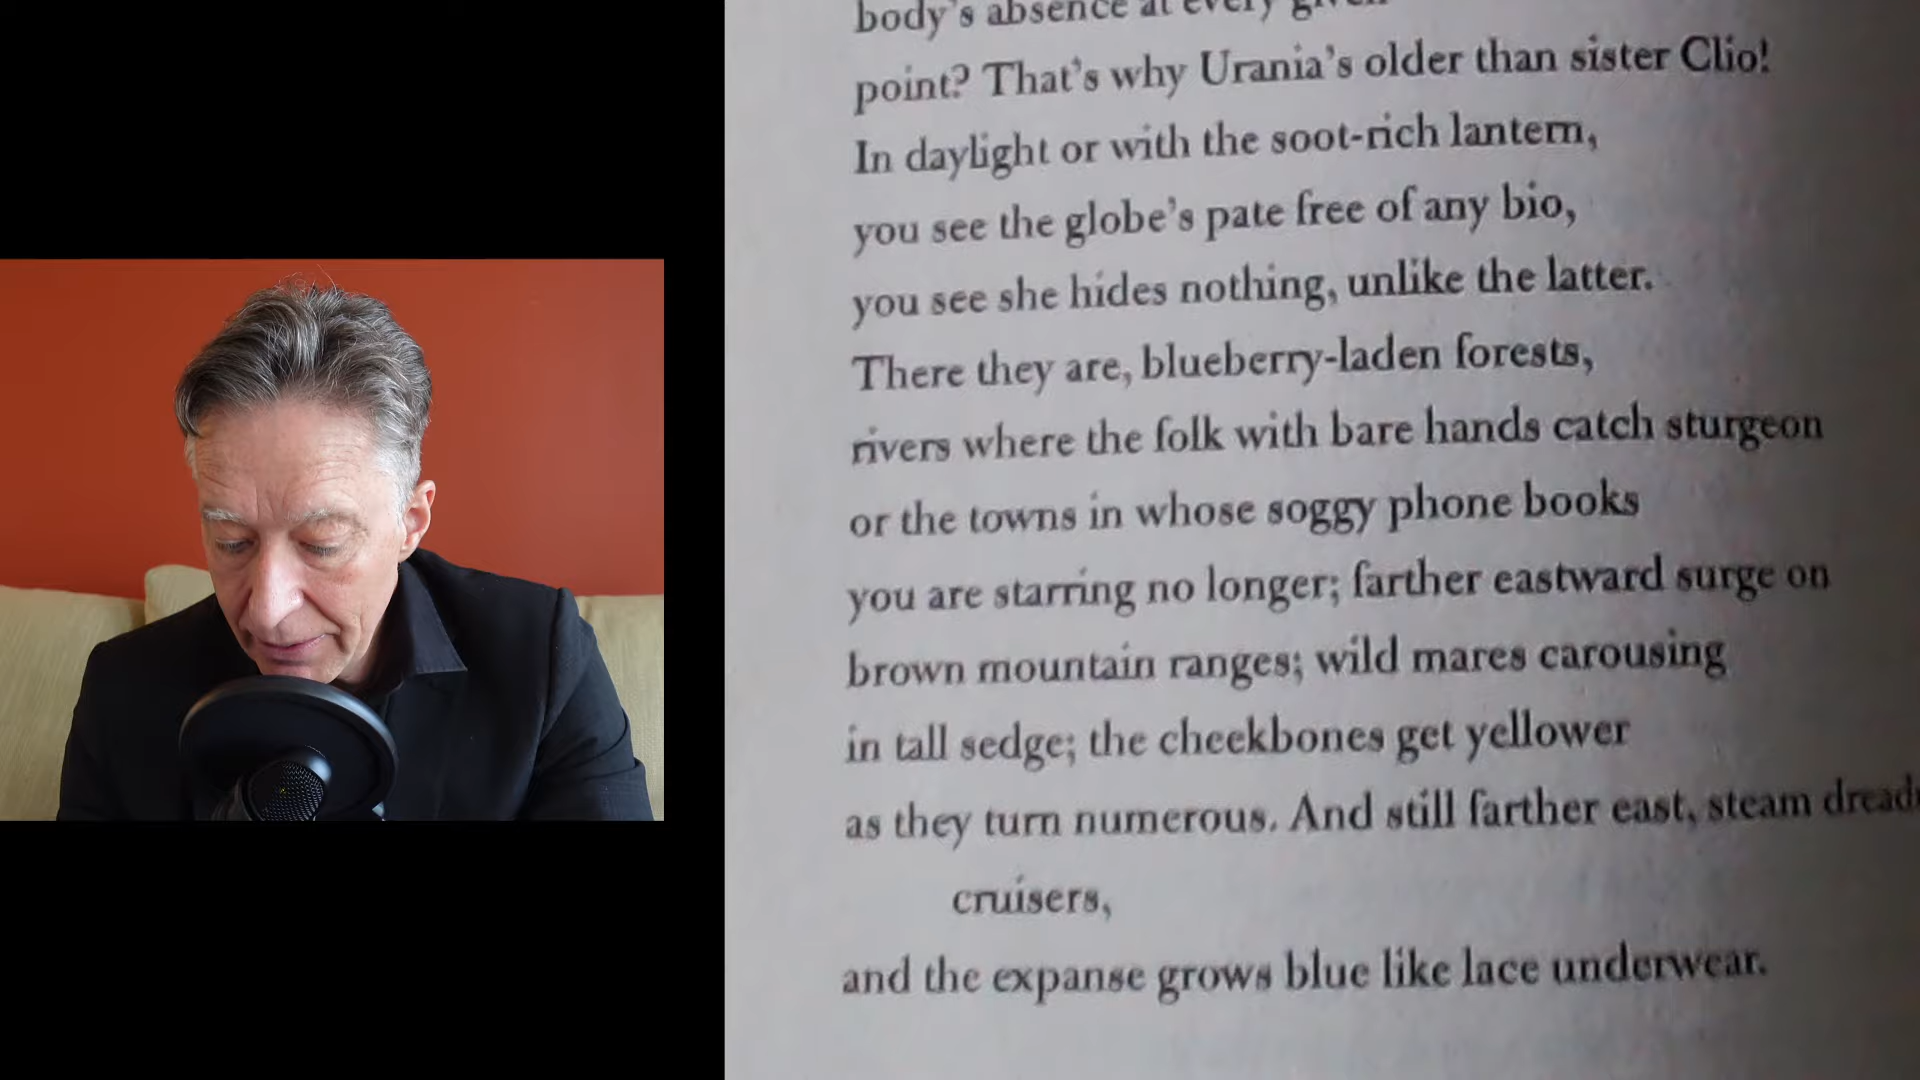 body's absence at every given
point? That's why Urania's older than sister Clio!
In daylight or with the soot-rich lantern,
you see the globe's pate free of any bio,
you see she hides nothing, unlike the latter.
There they are, blueberry-laden forests,
rivers where the folk with bare hands catch sturgeon
or the towns in whose soggy phone books
you are starring no longer; farther eastward surge on
brown mountain ranges; wild mares carousing
in tall sedge; the cheekbones get yellower
as they turn numerous. And still farther east, steam
cruisers,
and the expanse grows blue like lace underwear.